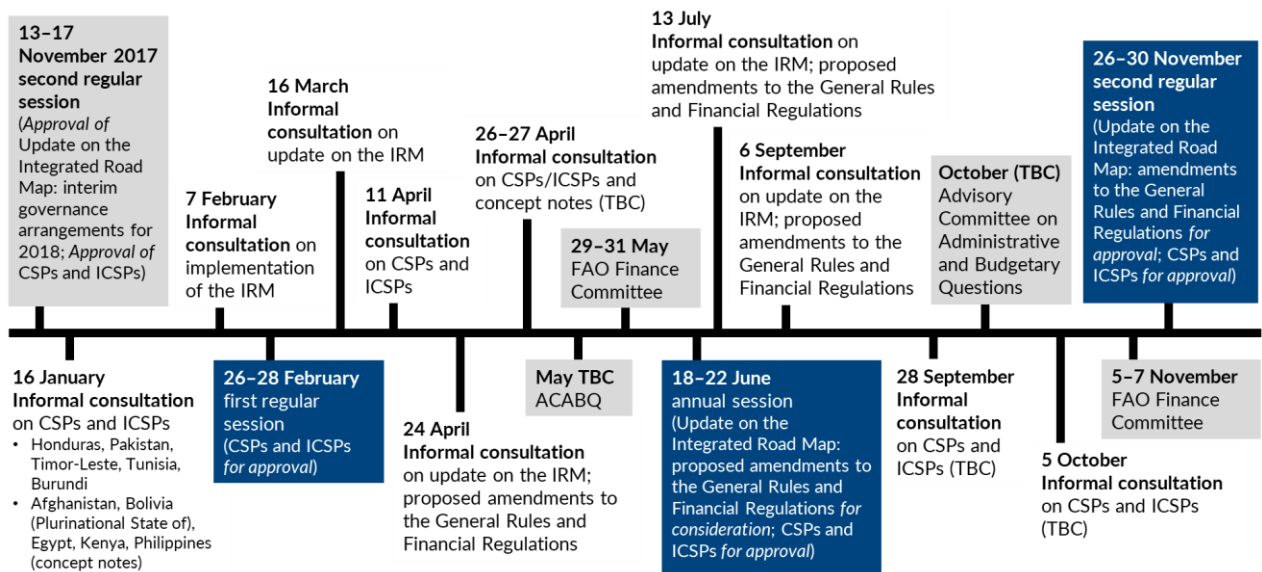 13–17
November 2017
second regular
session
(Approval of
Update on the
Integrated Road
Map: interim
governance
arrangements for
2018; Approval of
CSPs and ICSPs)
16 January
Informal consultation
on CSPs and ICSPs
• Honduras, Pakistan,
Timor-Leste, Tunisia,
Burundi
• Afghanistan, Bolivia
(Plurinational State of),
Egypt, Kenya, Philippines
(concept notes)
7 February
Informal
consultation on
implementation
of the IRM
26–28 February
first regular
session
(CSPs and ICSPs
for approval)
16 March
Informal
consultation on
update on the IRM
11 April
Informal
consultation
on CSPs and
ICSPs
24 April
Informal consultation
on update on the IRM;
proposed amendments to
the General Rules and
Financial Regulations
26–27 April
Informal consultation
on CSPs/ICSPs and
concept notes (TBC)
May TBC
ACABQ
29–31 May
FAO Finance
Committee
18–22 June
annual session
(Update on the
Integrated Road Map:
proposed amendments to
the General Rules and
Financial Regulations for
consideration; CSPs and
ICSPs for approval)
13 July
Informal consultation on
update on the IRM; proposed
amendments to the General Rules
and Financial Regulations
6 September
Informal consultation
on update on the
IRM; proposed
amendments to the
General Rules and
Financial Regulations
28 September
Informal
consultation
on CSPs and
ICSPs (TBC)
October (TBC)
Advisory
Committee on
Administrative
and Budgetary
Questions
5 October
Informal consultation
on CSPs and ICSPs
(TBC)
5–7 November
FAO Finance
Committee
26–30 November
second regular
session
(Update on the
Integrated Road
Map: amendments
to the General
Rules and Financial
Regulations for
approval; CSPs and
ICSPs for approval)